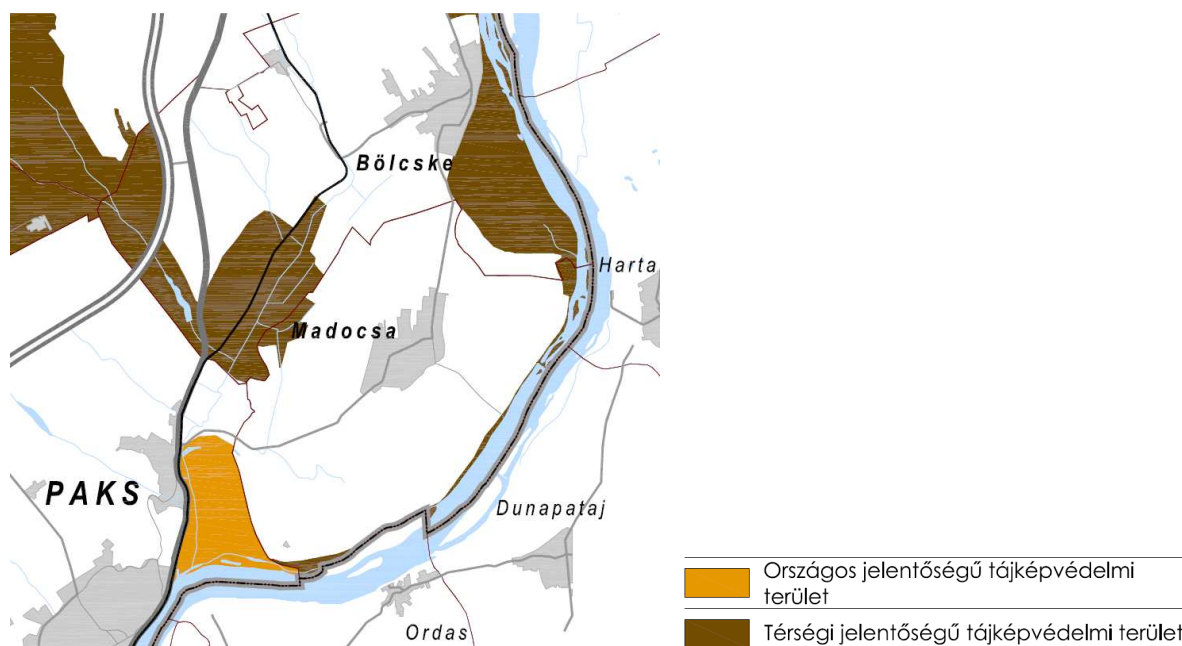 Bölcske
Harta
Madocsa
PAKS
Dunapataj
Ordas
Országos jelentőségű tájképvédelmi
terület
Térségi jelentőségű tájképvédelmi terület